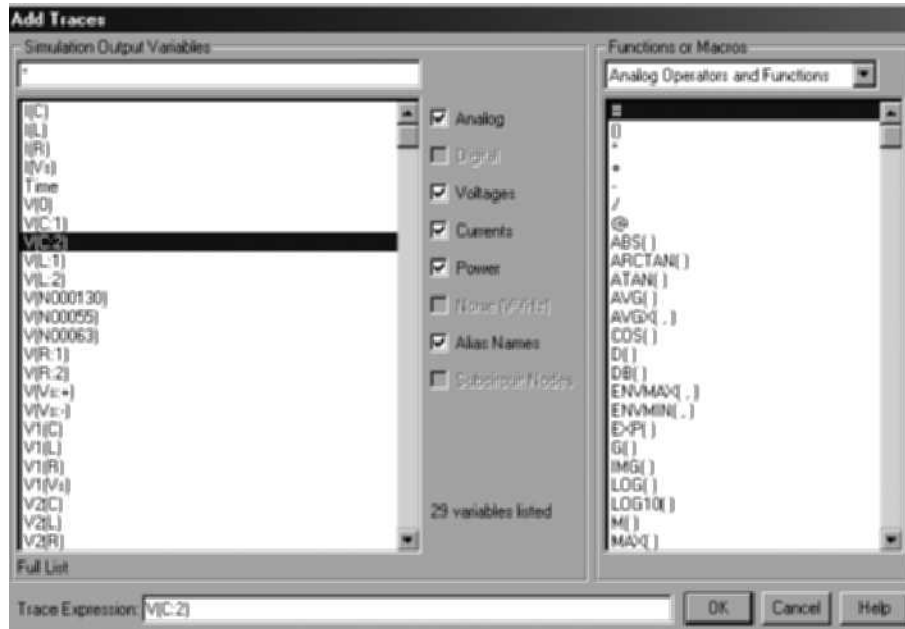 Add Traces
Simulation Output Variables
*
I(C)
I(L)
I(R)
I(Vs)
Time
V(0)
V(C:1)
V(C:2)
V(L:1)
V(L:2)
V(N000130)
V(N00055)
V(N00063)
V(R:1)
V(R:2)
V(Vs:+)
V(Vs:-)
V1(C)
V1(L)
V1(R)
V1(Vs)
V2(C)
V2(L)
V2(R)
Full List
Analog
Digital
Voltages
Currents
Power
Noise (V²/Hz)
Alias Names
Subcircuit Nodes
29 variables listed
Functions or Macros
Analog Operators and Functions
()
*
+
-
/
@
ABS( )
ARCTAN( )
ATAN( )
AVG( )
AVGX( , )
COS( )
D( )
DB( )
ENVMAX( , )
ENVMIN( , )
EXP( )
G( )
IMG( )
LOG( )
LOG10( )
M( )
MAX( )
Trace Expression: V(C:2)
OK
Cancel
Help